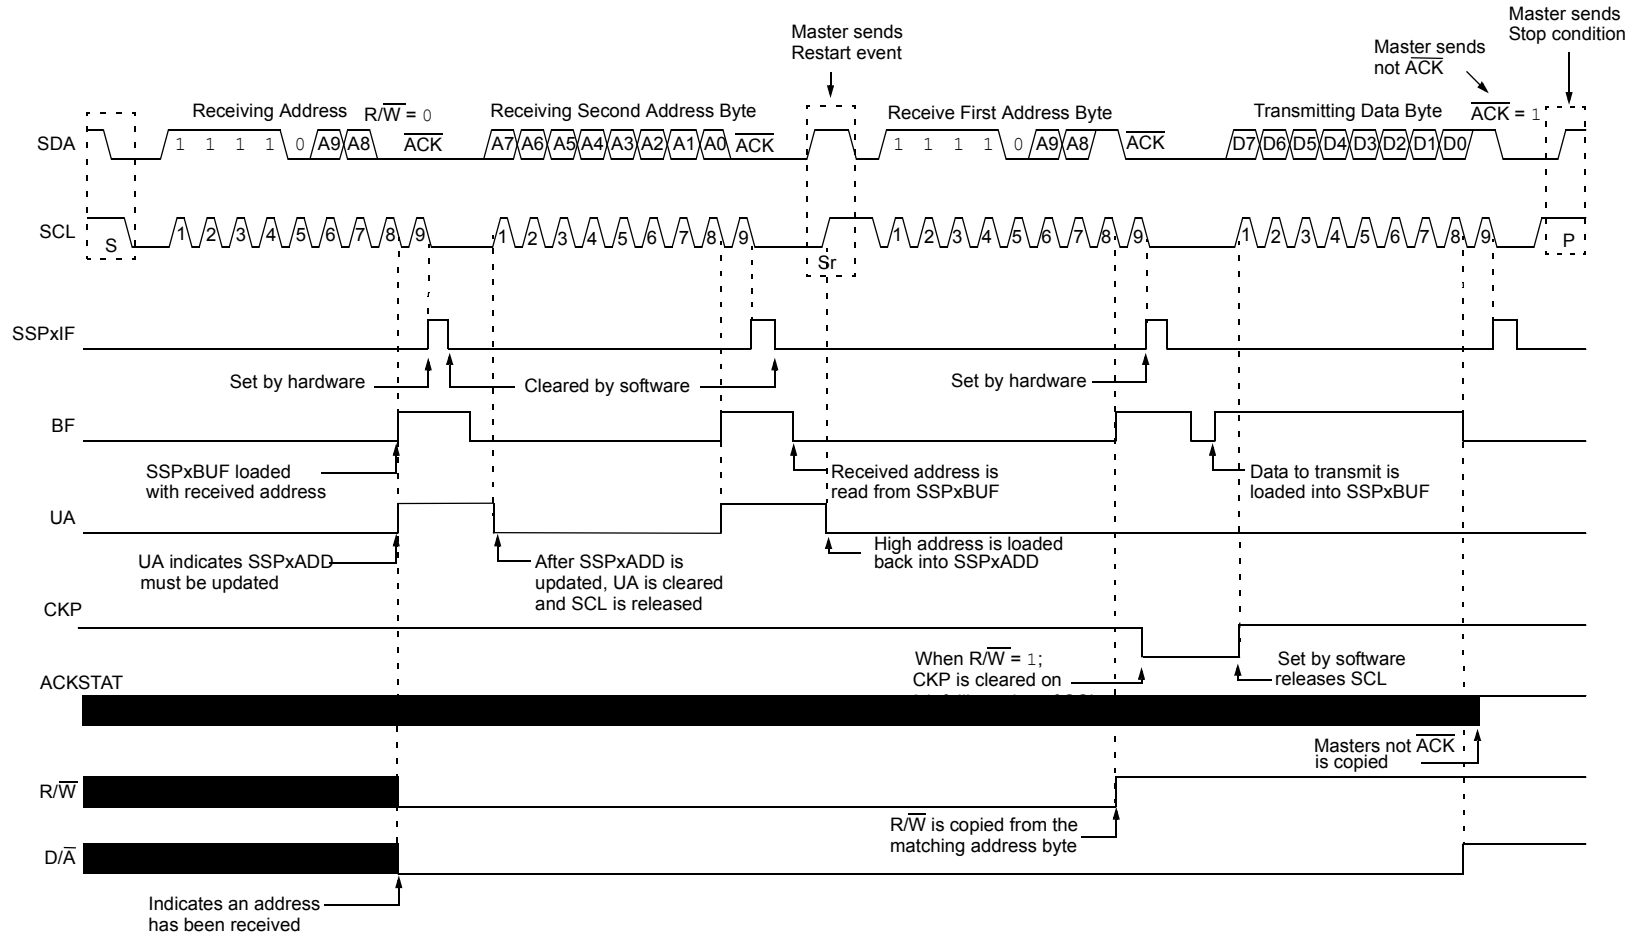 Master sends
Stop condition
Master sends
Restart event
Master sends
not ACK
Receiving Address R/W = 0
Receiving Second Address Byte
Receive First Address Byte
Transmitting Data Byte
ACK = 1
SDA
1 1 1 1 0 A9 A8 ACK
A7 A6 A5 A4 A3 A2 A1 A0 ACK
1 1 1 1 0 A9 A8 ACK
D7 D6 D5 D4 D3 D2 D1 D0
SCL
S
1 2 3 4 5 6 7 8 9
1 2 3 4 5 6 7 8 9
Sr
1 2 3 4 5 6 7 8 9
1 2 3 4 5 6 7 8 9
P
SSPxIF
Set by hardware
Cleared by software
Set by hardware
BF
SSPxBUF loaded
with received address
Received address is
read from SSPxBUF
Data to transmit is
loaded into SSPxBUF
UA
UA indicates SSPxADD
must be updated
After SSPxADD is
updated, UA is cleared
and SCL is released
High address is loaded
back into SSPxADD
CKP
When R/W = 1;
CKP is cleared on
Set by software
releases SCL
ACKSTAT
Masters not ACK
is copied
R/W
R/W is copied from the
matching address byte
D/A
Indicates an address
has been received